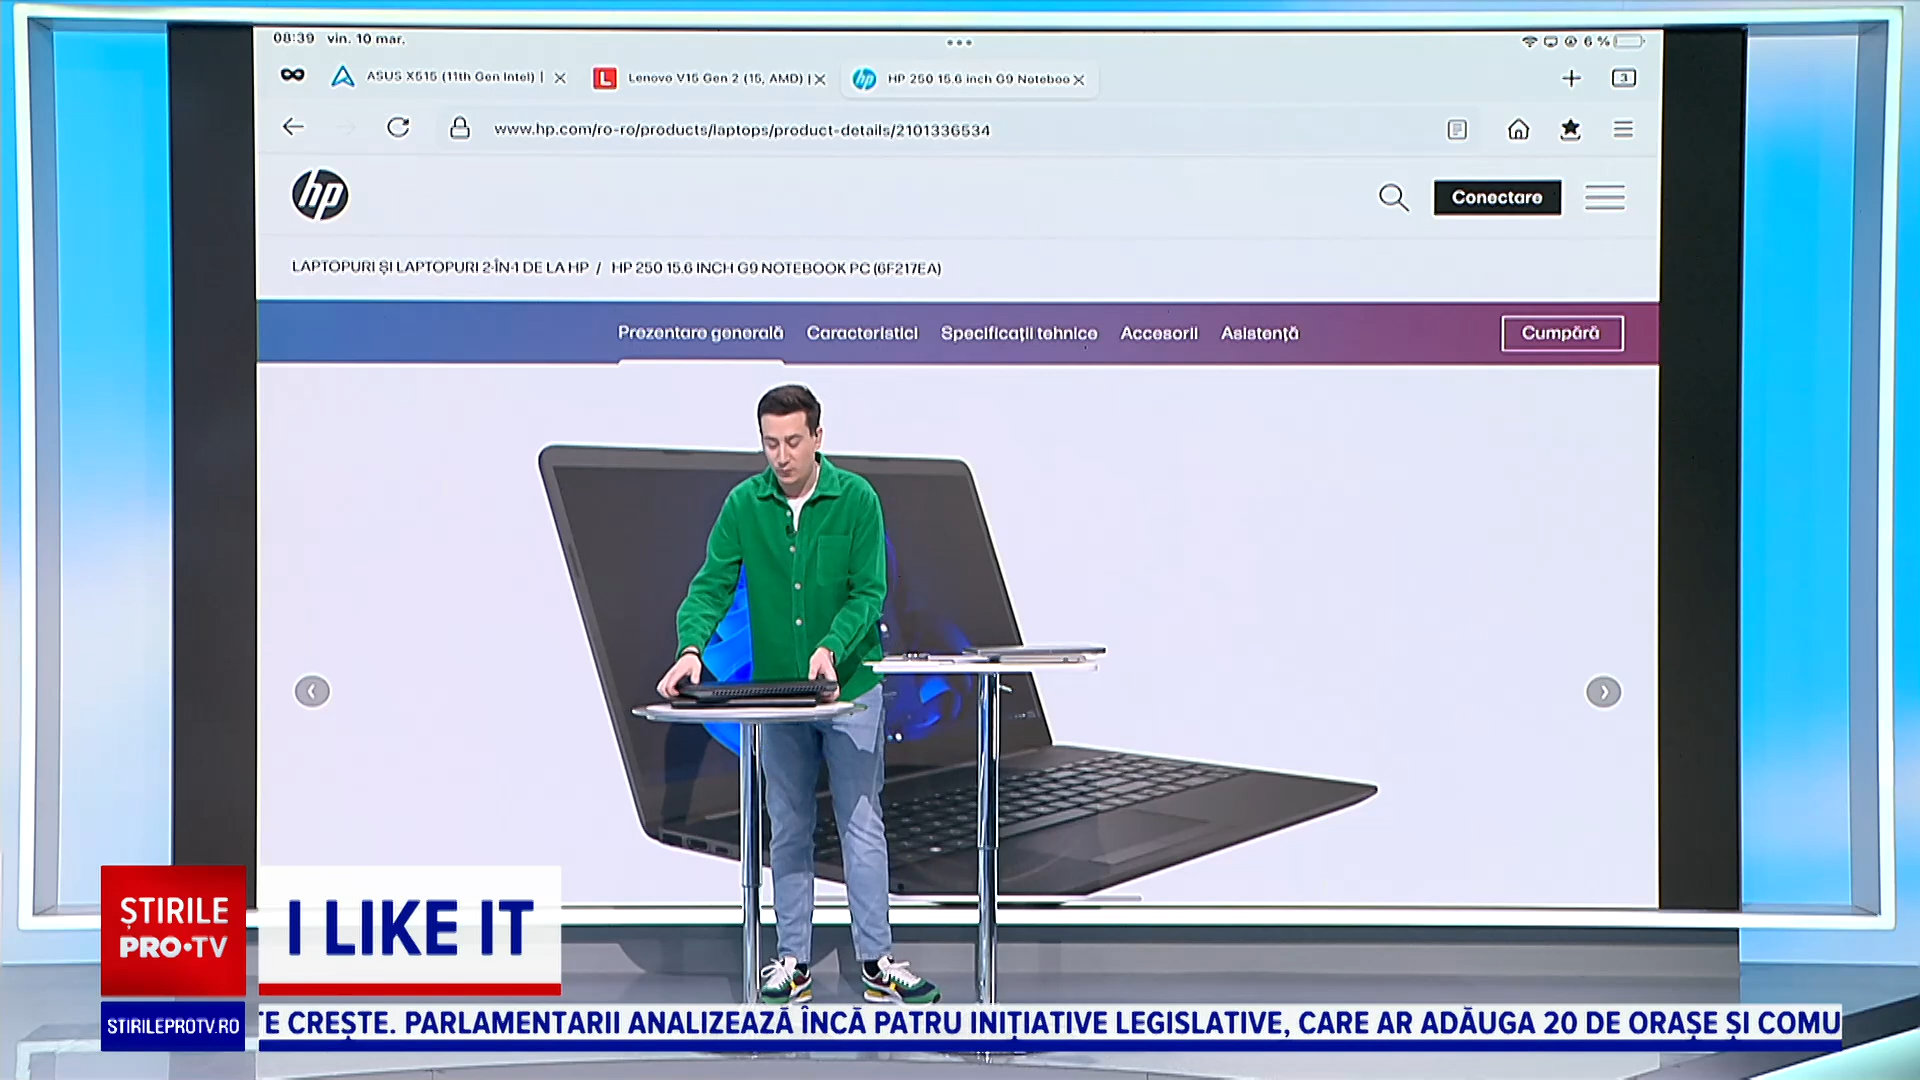 08:39 vin. 10 mar.
6 %
ASUS X515 (11th Gen Intel) |
Lenovo V15 Gen 2 (15, AMD) |
HP 250 15.6 inch G9 Noteboo
3
www.hp.com/ro-ro/products/laptops/product-details/2101336534
hp
Conectare
LAPTOPURI ȘI LAPTOPURI 2-ÎN-1 DE LA HP / HP 250 15.6 INCH G9 NOTEBOOK PC (6F217EA)
Prezentare generală Caracteristici Specificații tehnice Accesorii Asistență
Cumpără
ȘTIRILE
PRO•TV
I LIKE IT
STIRILEPROTV.RO
TE CREȘTE. PARLAMENTARII ANALIZEAZĂ ÎNCĂ PATRU INIȚIATIVE LEGISLATIVE, CARE AR ADĂUGA 20 DE ORAȘE ȘI COMU